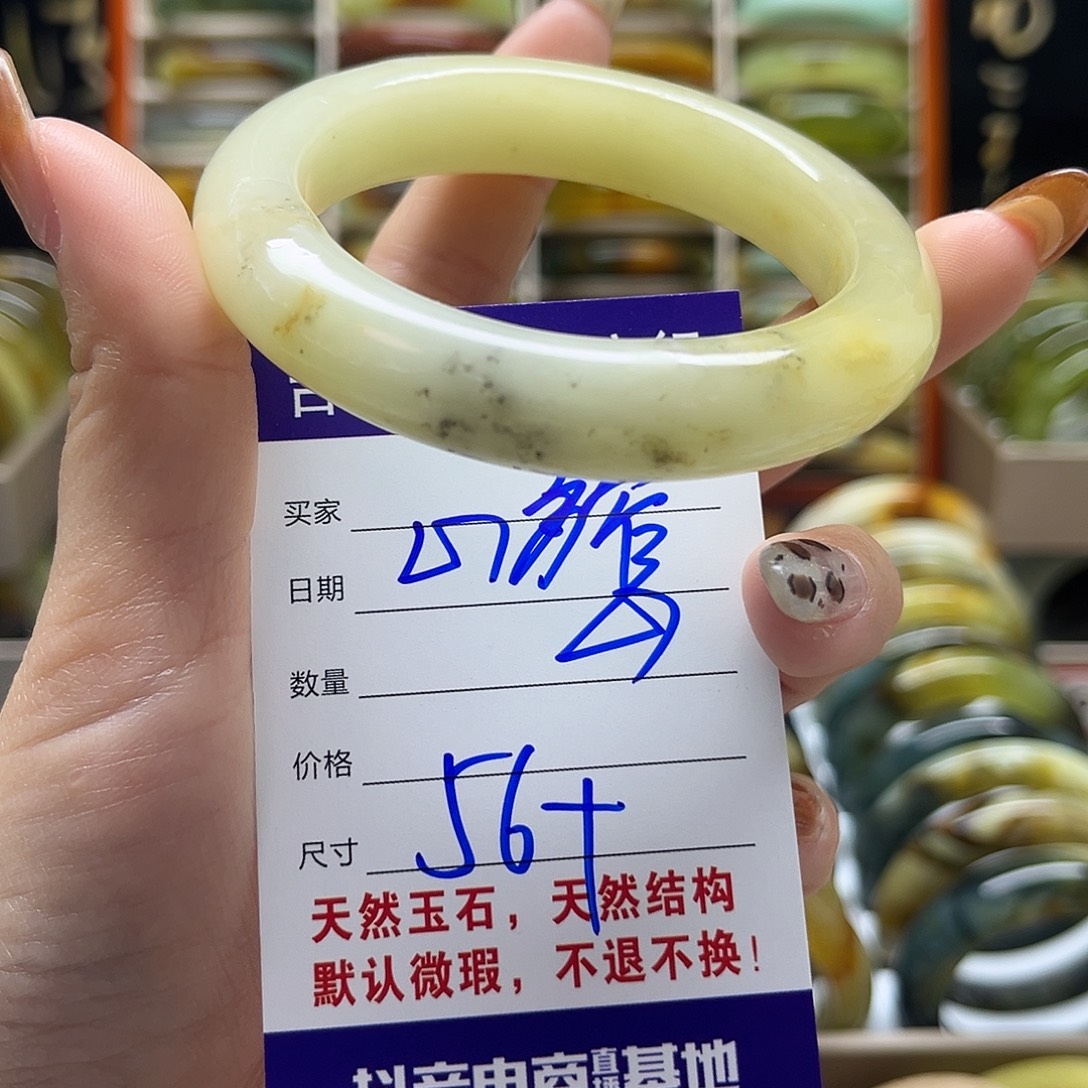 买家
日期
数量
价格
尺寸 56+
天然玉石，天然结构
默认微瑕，不退不换！
抖音电商直播基地